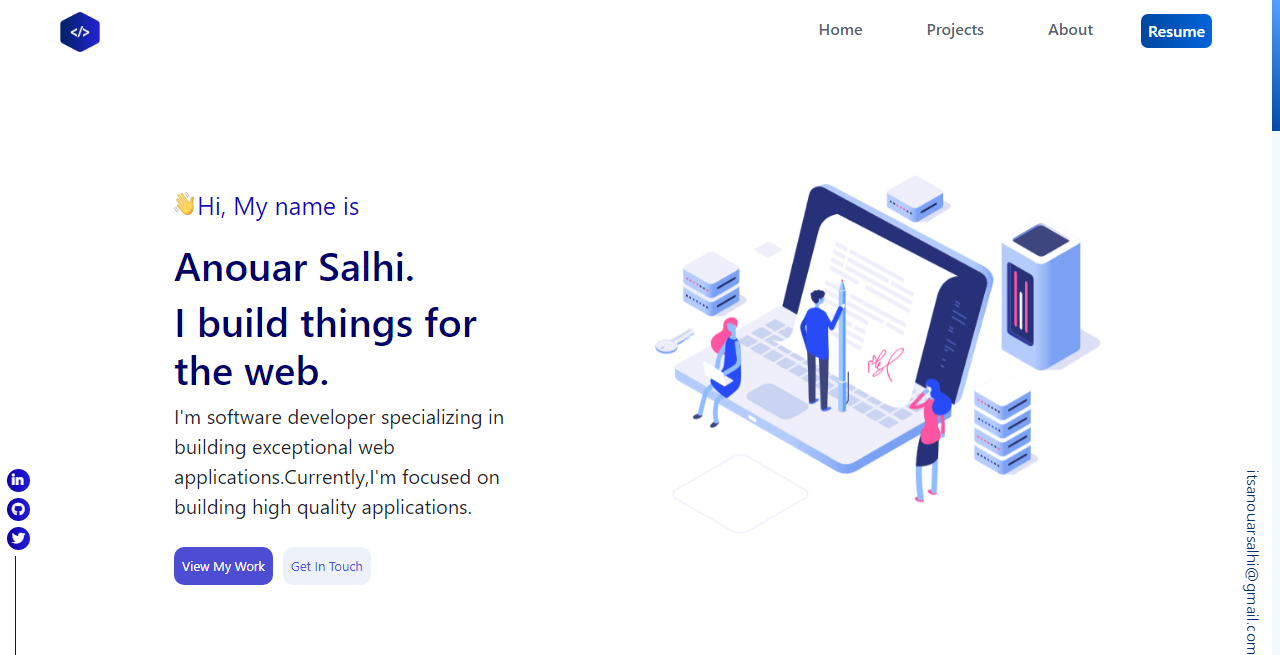 </>
Home
Projects
About
Resume
👋Hi, My name is
Anouar Salhi.
I build things for
the web.
I'm software developer specializing in
building exceptional web
applications.Currently,I'm focused on
building high quality applications.
View My Work
Get In Touch
in
itsanouarsalhi@gmail.com